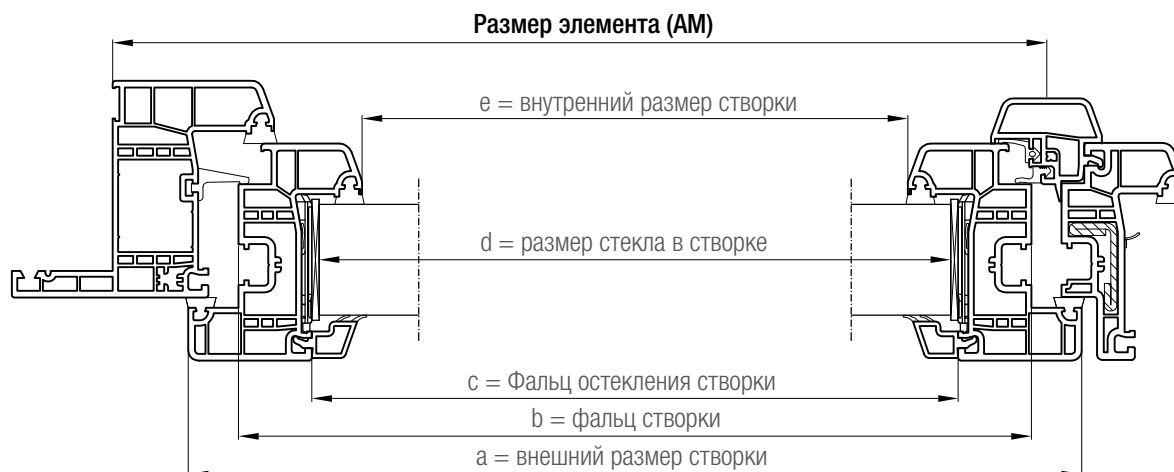 Размер элемента (AM)
e = внутренний размер створки
d = размер стекла в створке
c = Фальц остекления створки
b = фальц створки
a = внешний размер створки